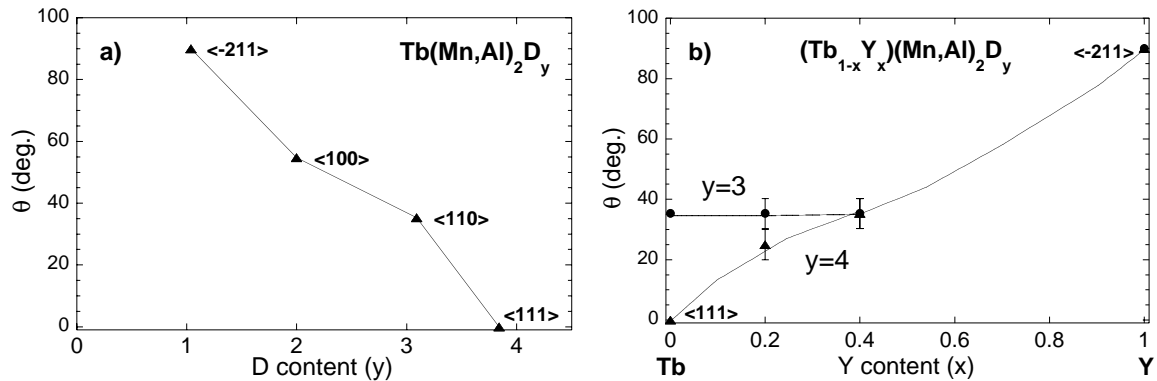 a)
Tb(Mn,Al)2Dy
100
80
60
40
20
0
θ (deg.)
<-211>
<100>
<110>
<111>
0 1 2 3 4
D content (y)
b)
(Tb1-xYx)(Mn,Al)2Dy
100
80
60
40
20
0
θ (deg.)
<-211>
y=3
y=4
<111>
0 0.2 0.4 0.6 0.8 1
Tb Y content (x) Y